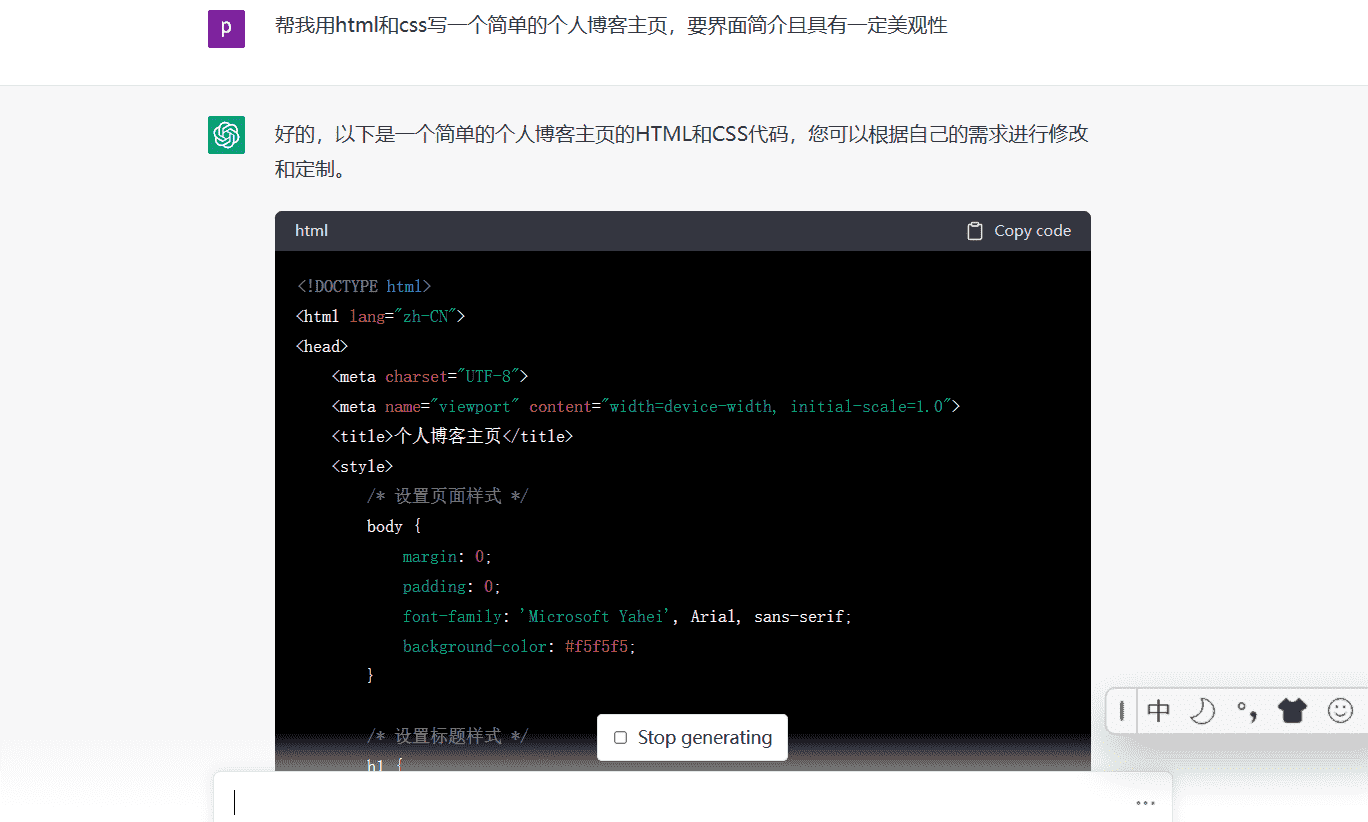 p
帮我用html和css写一个简单的个人博客主页，要界面简介且具有一定美观性
好的，以下是一个简单的个人博客主页的HTML和CSS代码，您可以根据自己的需求进行修改
和定制。
html
Copy code
<!DOCTYPE html>
<html lang="zh-CN">
<head>
<meta charset="UTF-8">
<meta name="viewport" content="width=device-width, initial-scale=1.0">
<title>个人博客主页</title>
<style>
/* 设置页面样式 */
body {
margin: 0;
padding: 0;
font-family: 'Microsoft Yahei', Arial, sans-serif;
background-color: #f5f5f5;
}
/* 设置标题样式 */
h1 {
Stop generating
中